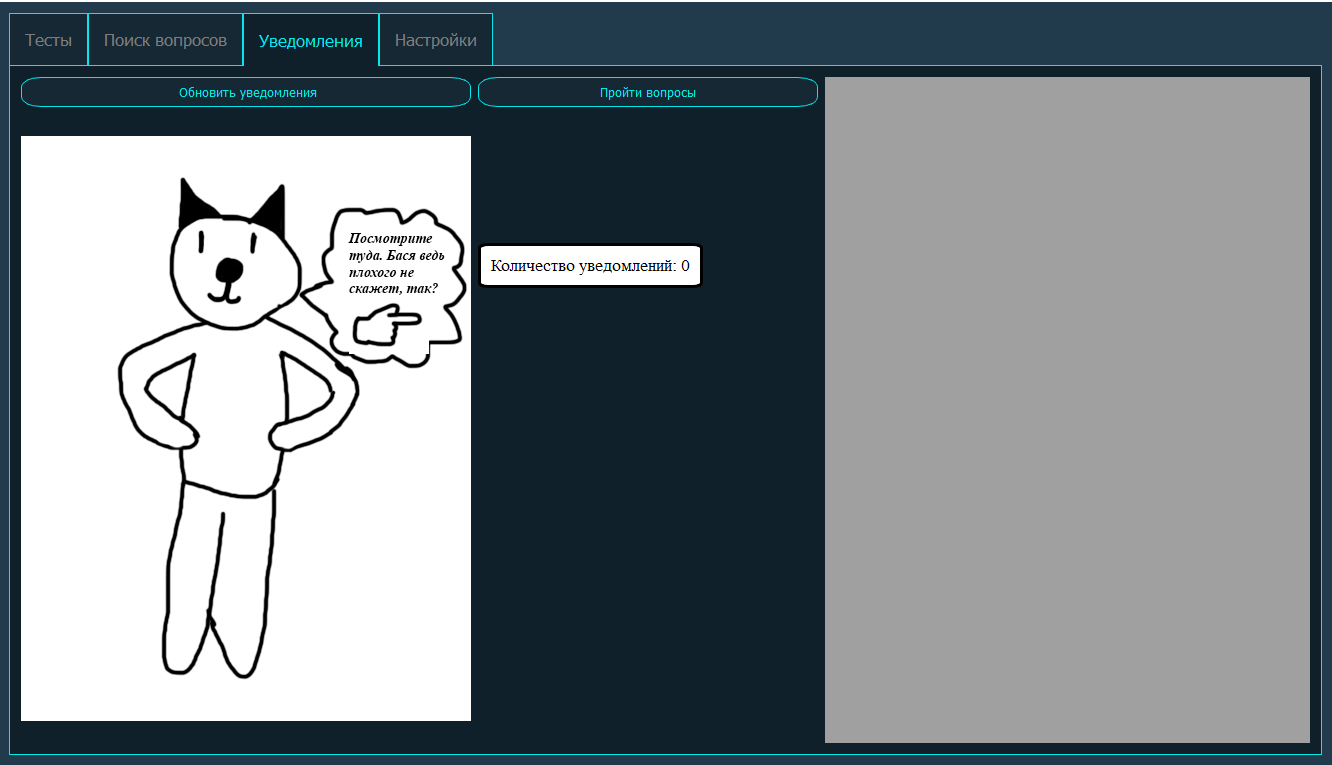 Тесты
Поиск вопросов
Уведомления
Настройки
Обновить уведомления
Пройти вопросы
Посмотрите
туда. Бася ведь
плохого не
скажет, так?
Количество уведомлений: 0